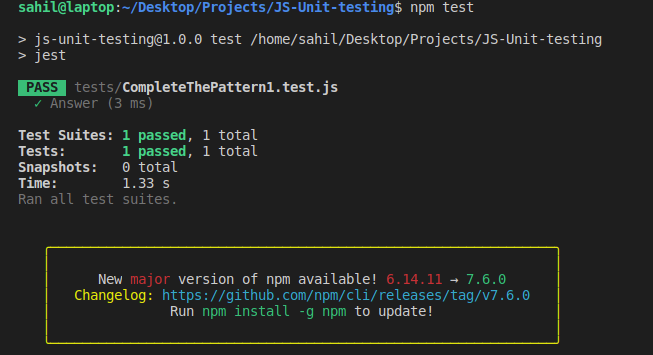 sahil@laptop:~/Desktop/Projects/JS-Unit-testing$ npm test
> js-unit-testing@1.0.0 test /home/sahil/Desktop/Projects/JS-Unit-testing
> jest
PASS tests/CompleteThePattern1.test.js
✓ Answer (3 ms)
Test Suites: 1 passed, 1 total
Tests: 1 passed, 1 total
Snapshots: 0 total
Time: 1.33 s
Ran all test suites.
New major version of npm available! 6.14.11 → 7.6.0
Changelog: https://github.com/npm/cli/releases/tag/v7.6.0
Run npm install -g npm to update!